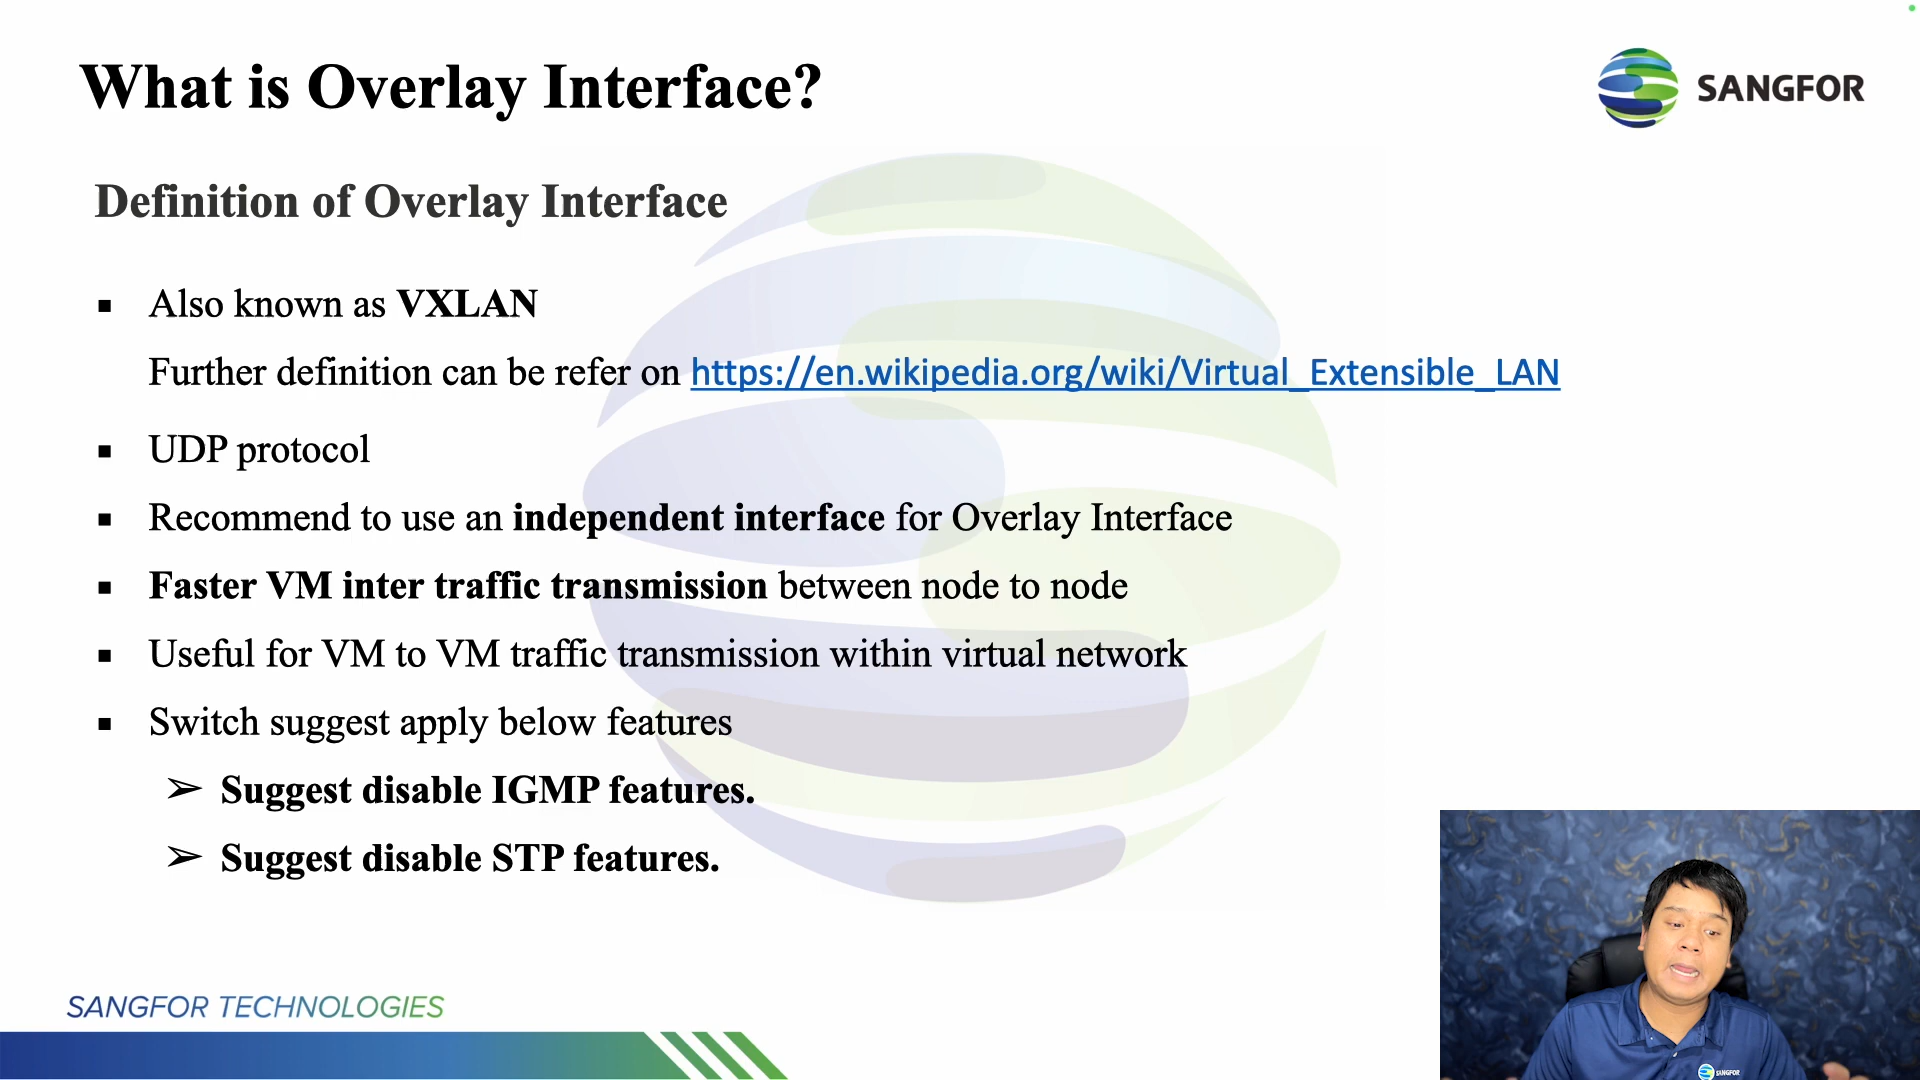 What is Overlay Interface?
SANGFOR
Definition of Overlay Interface
▪ Also known as VXLAN
Further definition can be refer on https://en.wikipedia.org/wiki/Virtual_Extensible_LAN
▪ UDP protocol
▪ Recommend to use an independent interface for Overlay Interface
▪ Faster VM inter traffic transmission between node to node
▪ Useful for VM to VM traffic transmission within virtual network
▪ Switch suggest apply below features
➢ Suggest disable IGMP features.
➢ Suggest disable STP features.
SANGFOR TECHNOLOGIES
SANGFOR